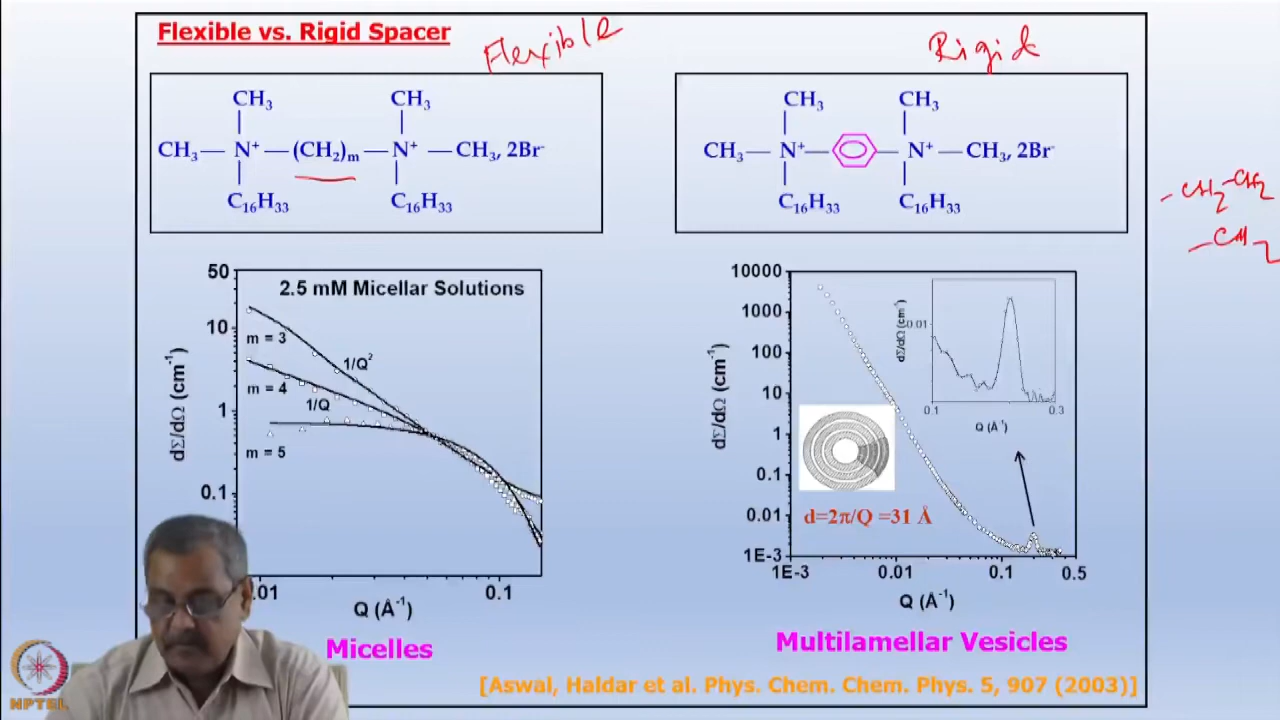 Flexible vs. Rigid Spacer
Flexible
Rigid
CH3 CH3
CH3— N+ — (CH2)m — N+ — CH3, 2Br-
C16H33 C16H33
CH3 CH3
CH3— N+— —N+— CH3, 2Br-
C16H33 C16H33
-CH2-CH2
-CH2
2.5 mM Micellar Solutions
50
10
1
0.1
dΣ/dΩ (cm-1)
m = 3
1/Q2
m = 4
1/Q
m = 5
.01 0.1
Q (Å-1)
Micelles
10000
1000
100
10
1
0.1
0.01
1E-3
dΣ/dΩ (cm-1)
dΣ/dΩ (cm-1)
0.01
0.1 0.3
Q (Å-1)
d=2π/Q =31 Å
1E-3 0.01 0.1 0.5
Q (Å-1)
Multilamellar Vesicles
[Aswal, Haldar et al. Phys. Chem. Chem. Phys. 5, 907 (2003)]
NPTEL